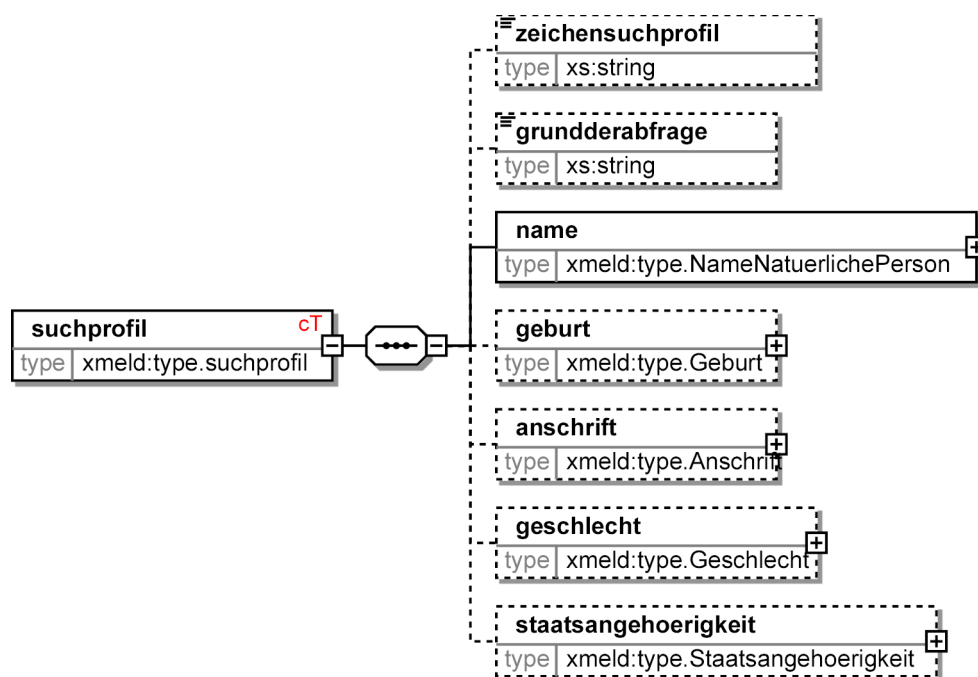 zeichensuchprofil
type xs:string
grundderabfrage
type xs:string
name
type xmeld:type.NameNatuerlichePerson
suchprofil cT
type xmeld:type.suchprofil
geburt
type xmeld:type.Geburt
anschrift
type xmeld:type.Anschrift
geschlecht
type xmeld:type.Geschlecht
staatsangehoerigkeit
type xmeld:type.Staatsangehoerigkeit